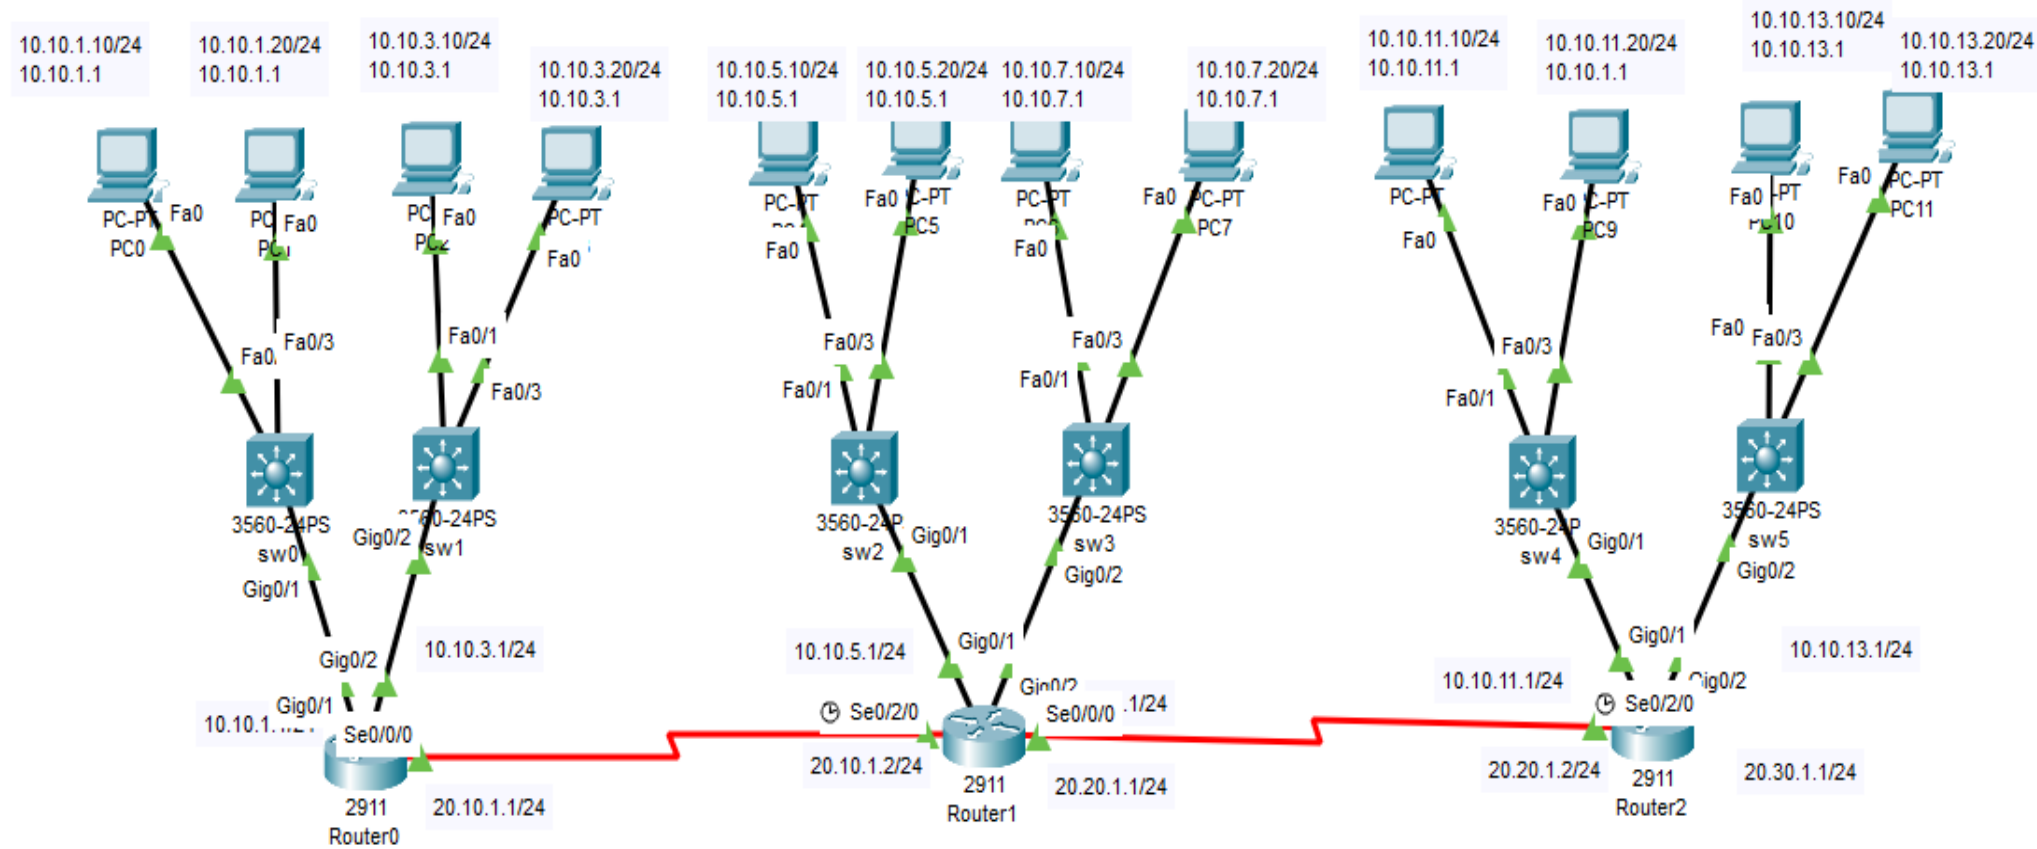 10.10.1.10/24
10.10.1.1
10.10.1.20/24
10.10.1.1
10.10.3.10/24
10.10.3.1
10.10.3.20/24
10.10.3.1
10.10.5.10/24
10.10.5.1
10.10.5.20/24
10.10.5.1
10.10.7.10/24
10.10.7.1
10.10.7.20/24
10.10.7.1
10.10.11.10/24
10.10.11.1
10.10.11.20/24
10.10.1.1
10.10.13.10/24
10.10.13.1
10.10.13.20/24
10.10.13.1
PC-PT
PC0
Fa0
Fa0
Fa0
PC2
PC-PT
Fa0
PC-PT
Fa0
Fa0
PC5
PC-PT
Fa0
Fa0
PC-PT
PC7
PC-PT
Fa0
Fa0
PC9
Fa0
PC10
Fa0
PC-PT
PC11
Fa0/3
Fa0/1
Fa0/3
Fa0/3
Fa0/1
Fa0/3
Fa0/1
Fa0/3
Fa0/1
Fa0
Fa0/3
3560-24PS
sw0
Gig0/1
sw1
Gig0/2
sw2
Gig0/1
3560-24PS
sw3
Gig0/2
sw4
Gig0/1
3560-24PS
sw5
Gig0/2
Gig0/2
10.10.3.1/24
Gig0/1
Se0/0/0
2911
Router0
20.10.1.1/24
10.10.5.1/24
Gig0/1
Gig0/2
Se0/2/0
Se0/0/0
.1/24
20.10.1.2/24
2911
Router1
20.20.1.1/24
10.10.11.1/24
Gig0/1
10.10.13.1/24
Gig0/2
Se0/2/0
20.20.1.2/24
2911
Router2
20.30.1.1/24